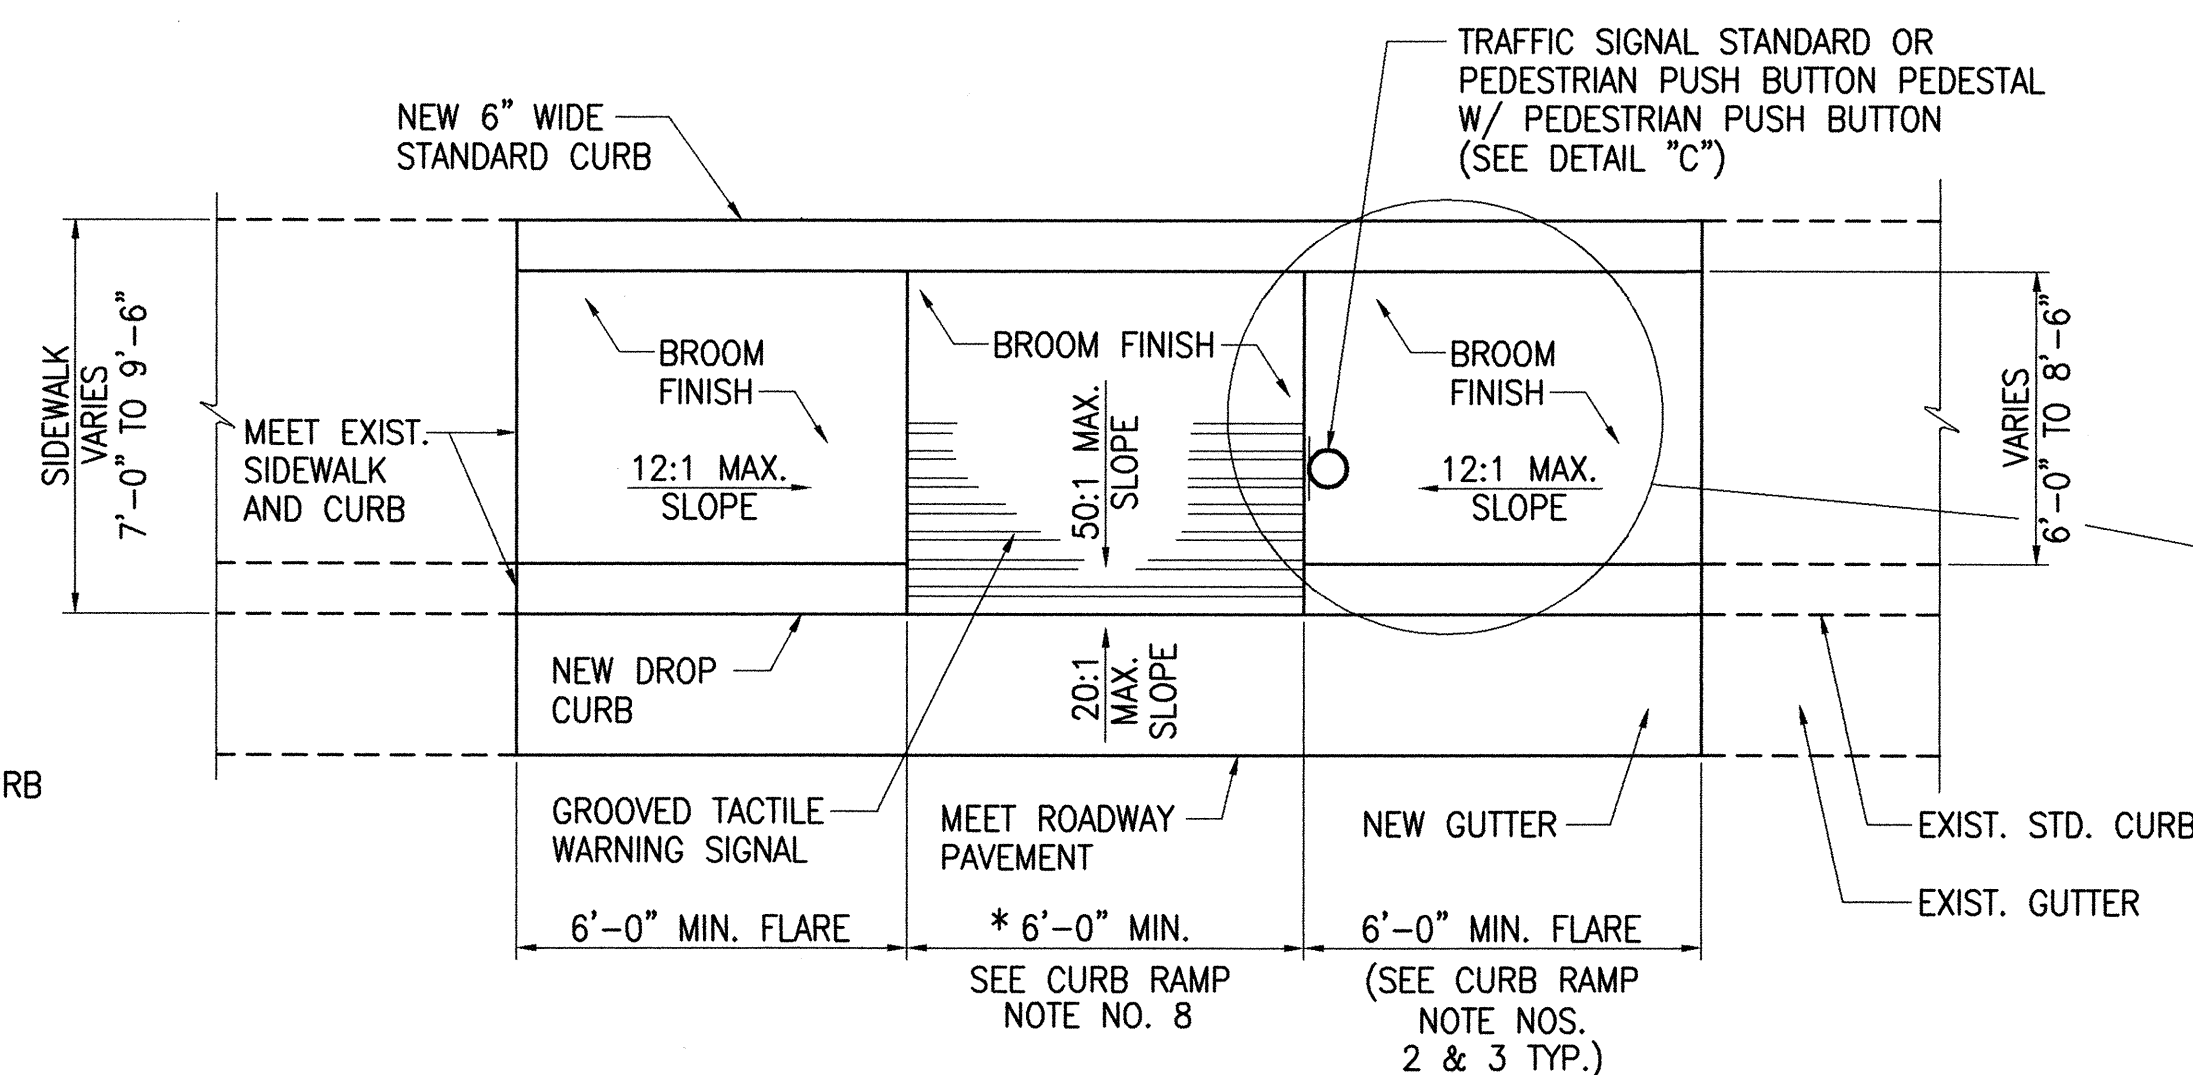 TRAFFIC SIGNAL STANDARD OR
PEDESTRIAN PUSH BUTTON PEDESTAL
W/ PEDESTRIAN PUSH BUTTON
(SEE DETAIL "C")
NEW 6" WIDE
STANDARD CURB
SIDEWALK
VARIES
7'-0" TO 9'-6"
MEET EXIST.
SIDEWALK
AND CURB
BROOM
FINISH
12:1 MAX.
SLOPE
BROOM FINISH
50:1 MAX.
SLOPE
BROOM
FINISH
12:1 MAX.
SLOPE
VARIES
6'-0" TO 8'-6"
NEW DROP
CURB
20:1
MAX.
SLOPE
RB
GROOVED TACTILE
WARNING SIGNAL
MEET ROADWAY
PAVEMENT
NEW GUTTER
EXIST. STD. CURB
EXIST. GUTTER
6'-0" MIN. FLARE
* 6'-0" MIN.
SEE CURB RAMP
NOTE NO. 8
6'-0" MIN. FLARE
(SEE CURB RAMP
NOTE NOS.
2 & 3 TYP.)